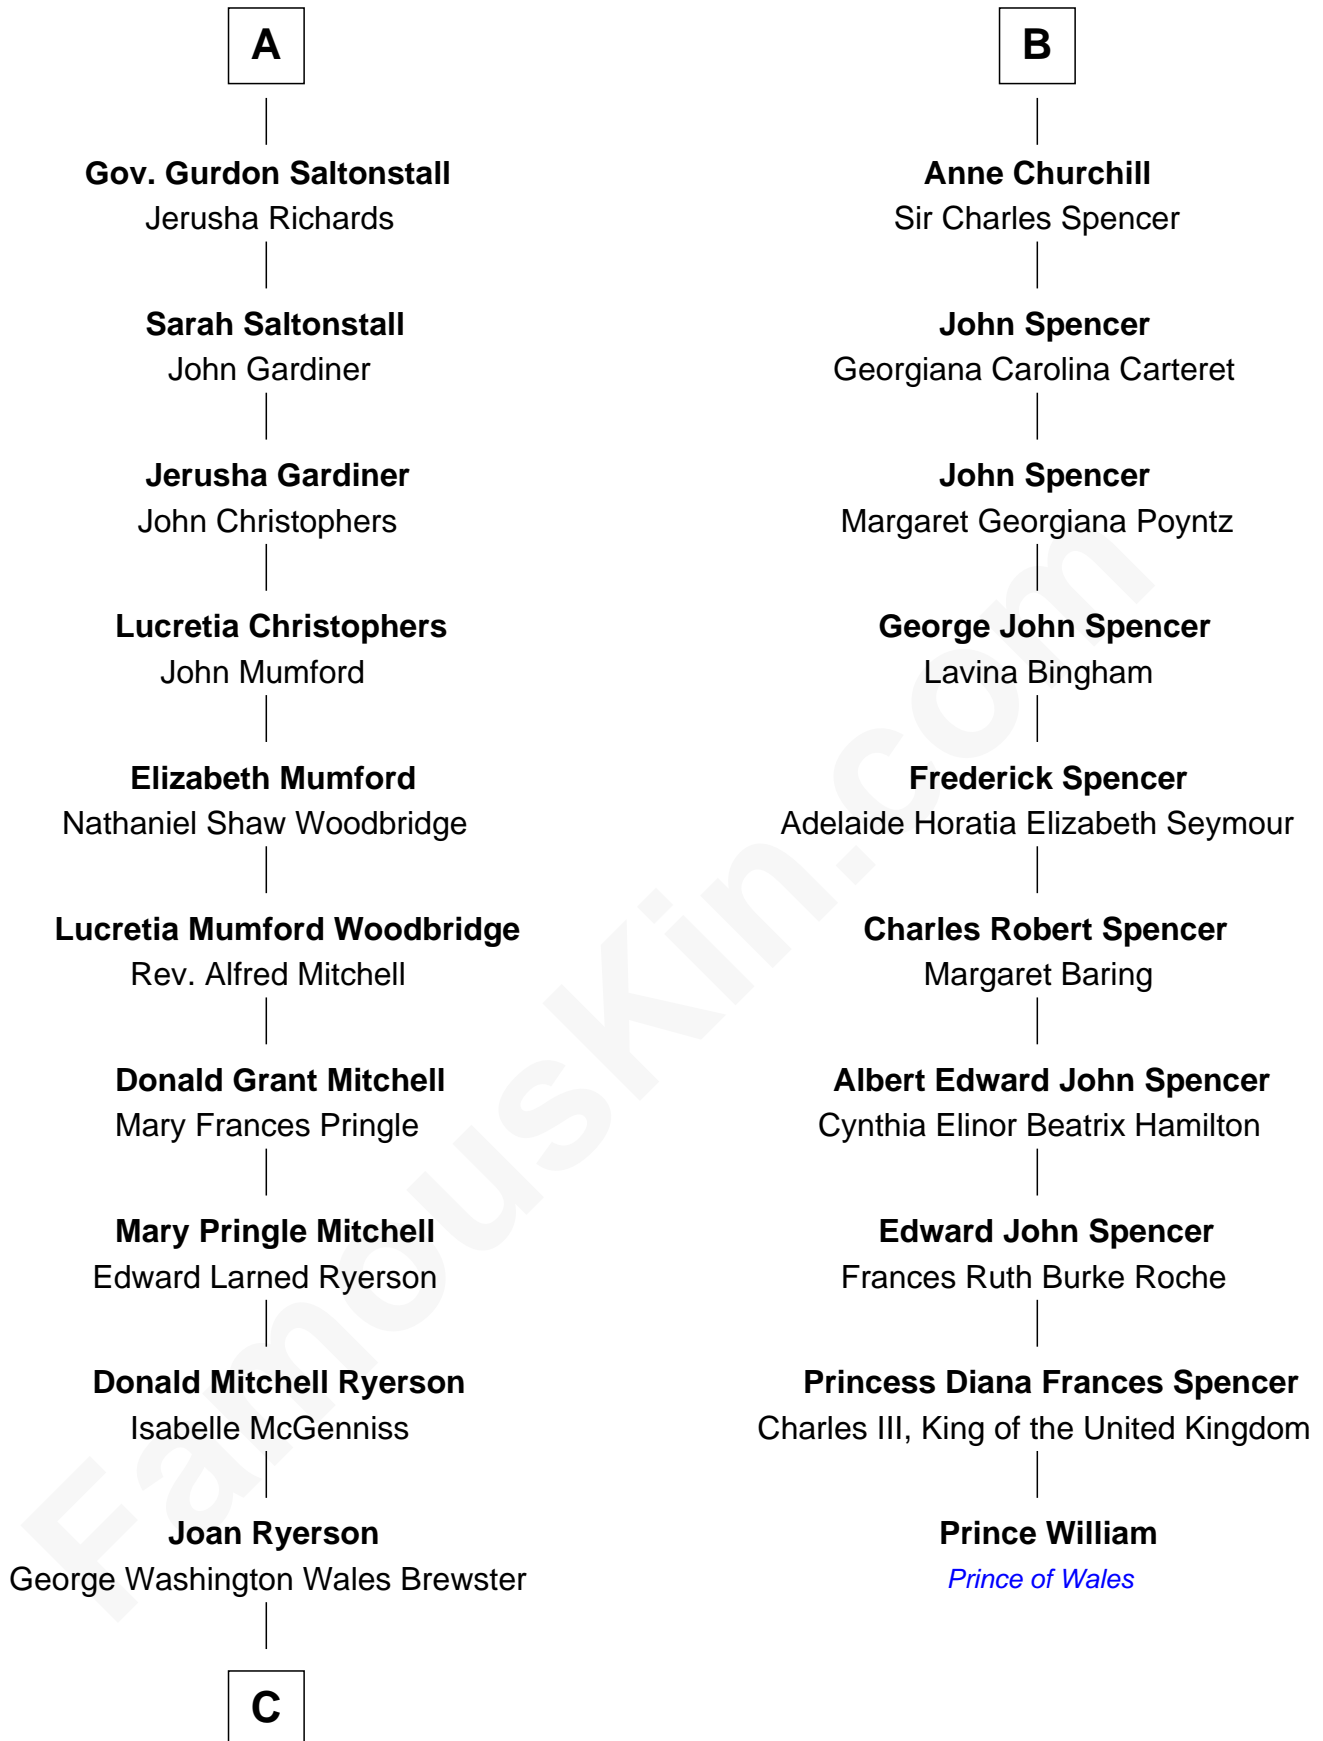 A
Gov. Gurdon Saltonstall
Jerusha Richards
Sarah Saltonstall
John Gardiner
Jerusha Gardiner
John Christophers
Lucretia Christophers
John Mumford
Elizabeth Mumford
Nathaniel Shaw Woodbridge
Lucretia Mumford Woodbridge
Rev. Alfred Mitchell
Donald Grant Mitchell
Mary Frances Pringle
Mary Pringle Mitchell
Edward Larned Ryerson
Donald Mitchell Ryerson
Isabelle McGenniss
Joan Ryerson
George Washington Wales Brewster
C
B
Anne Churchill
Sir Charles Spencer
John Spencer
Georgiana Carolina Carteret
John Spencer
Margaret Georgiana Poyntz
George John Spencer
Lavina Bingham
Frederick Spencer
Adelaide Horatia Elizabeth Seymour
Charles Robert Spencer
Margaret Baring
Albert Edward John Spencer
Cynthia Elinor Beatrix Hamilton
Edward John Spencer
Frances Ruth Burke Roche
Princess Diana Frances Spencer
Charles III, King of the United Kingdom
Prince William
Prince of Wales
FamousKin.com